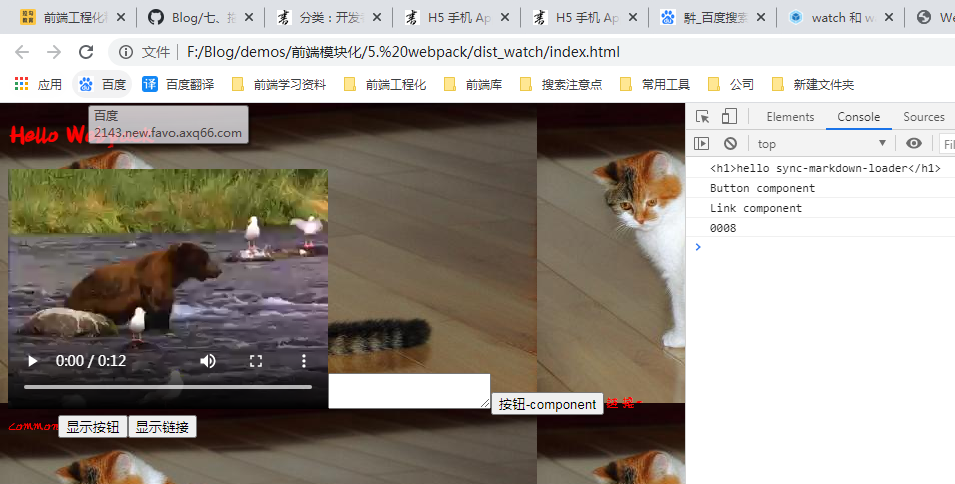 前端工程化 Blog/七、 分类：开发 H5 手机 Ap H5 手机 Ap 百度搜索 watch 和 w We
文件 F:/Blog/demos/前端模块化/5.%20webpack/dist_watch/index.html
应用 百度 译 百度翻译 前端学习资料 前端工程化 前端库 搜索注意点 常用工具 公司 新建文件夹
百度
2143.new.favo.axq66.com
Hello W
0:00 / 0:12
按钮-component
common 显示按钮 显示链接
Elements Console Sources
top Fil
<h1>hello sync-markdown-loader</h1>
Button component
Link component
0008